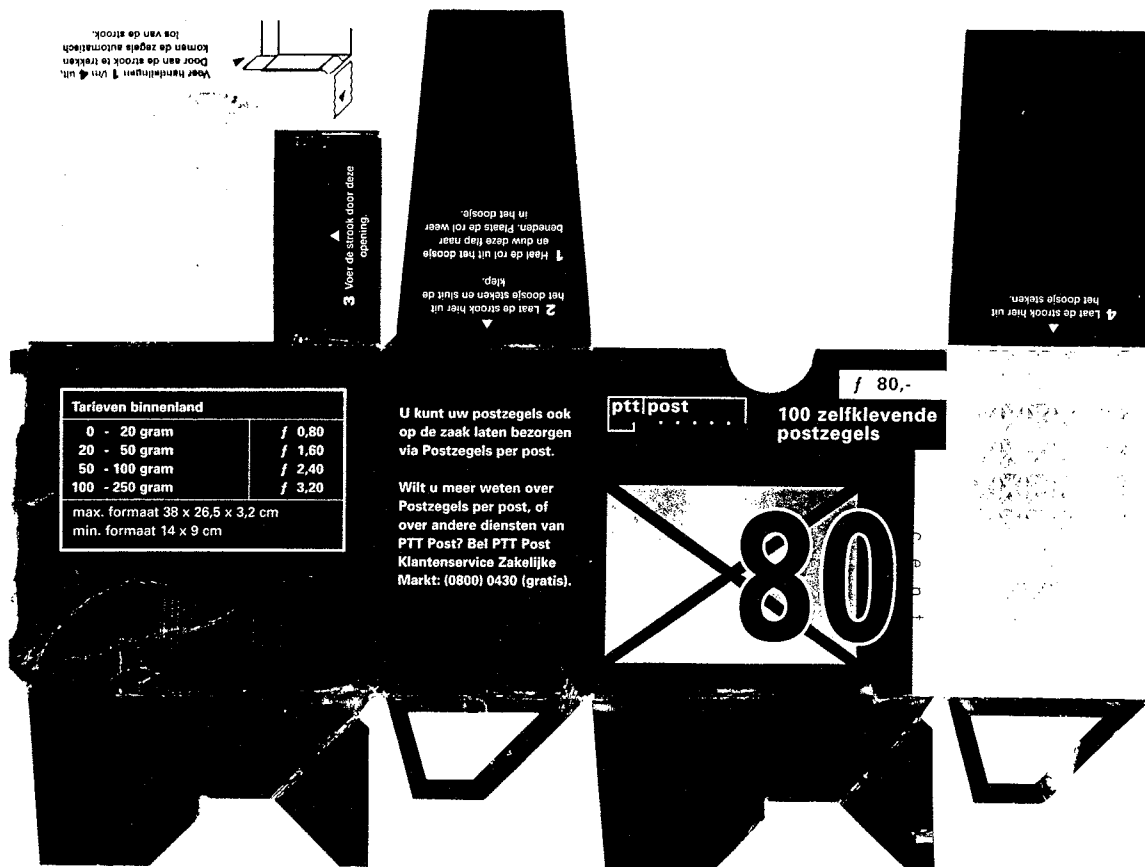 Voer handelingen 1 t/m 4 uit,
Door aan de strook te trekken
komen de zegels automatisch
los van de strook.
3 Voer de strook door deze
opening.
1 Haal de rol uit het doosje
en duw deze flap naar
beneden. Plaats de rol weer
in het doosje.
2 Laat de strook hier uit
het doosje steken en sluit de
klep.
4 Laat de strook hier uit
het doosje steken.
Tarieven binnenland
0 - 20 gram ƒ 0,80
20 - 50 gram ƒ 1,60
50 - 100 gram ƒ 2,40
100 - 250 gram ƒ 3,20
max. formaat 38 x 26,5 x 3,2 cm
min. formaat 14 x 9 cm
U kunt uw postzegels ook
op de zaak laten bezorgen
via Postzegels per post.
Wilt u meer weten over
Postzegels per post, of
over andere diensten van
PTT Post? Bel PTT Post
Klantenservice Zakelijke
Markt: (0800) 0430 (gratis).
ptt post
ƒ 80,-
100 zelfklevende
postzegels
80
cent